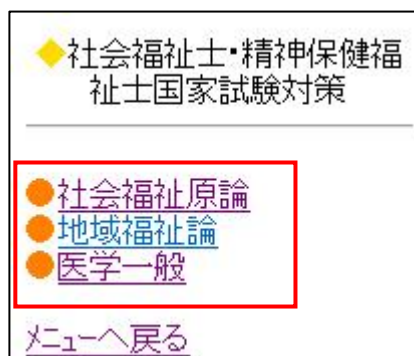 ◆社会福祉士・精神保健福
祉士国家試験対策
●社会福祉原論
●地域福祉論
●医学一般
ﾒﾆｭｰへ戻る